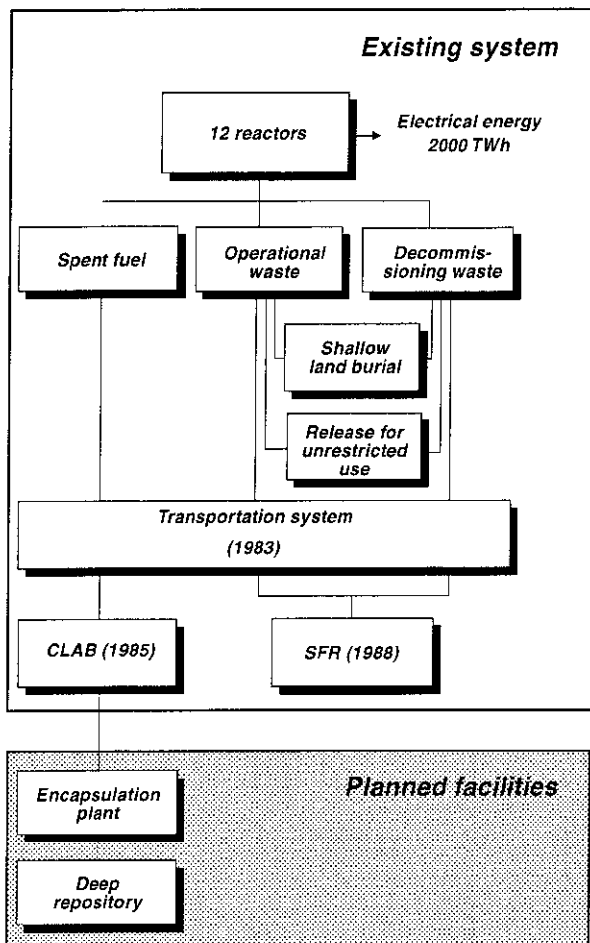 Existing system
12 reactors
Electrical energy
2000 TWh
Spent fuel
Operational
waste
Decommis-
sioning waste
Shallow
land burial
Release for
unrestricted
use
Transportation system
(1983)
CLAB (1985)
SFR (1988)
Planned facilities
Encapsulation
plant
Deep
repository